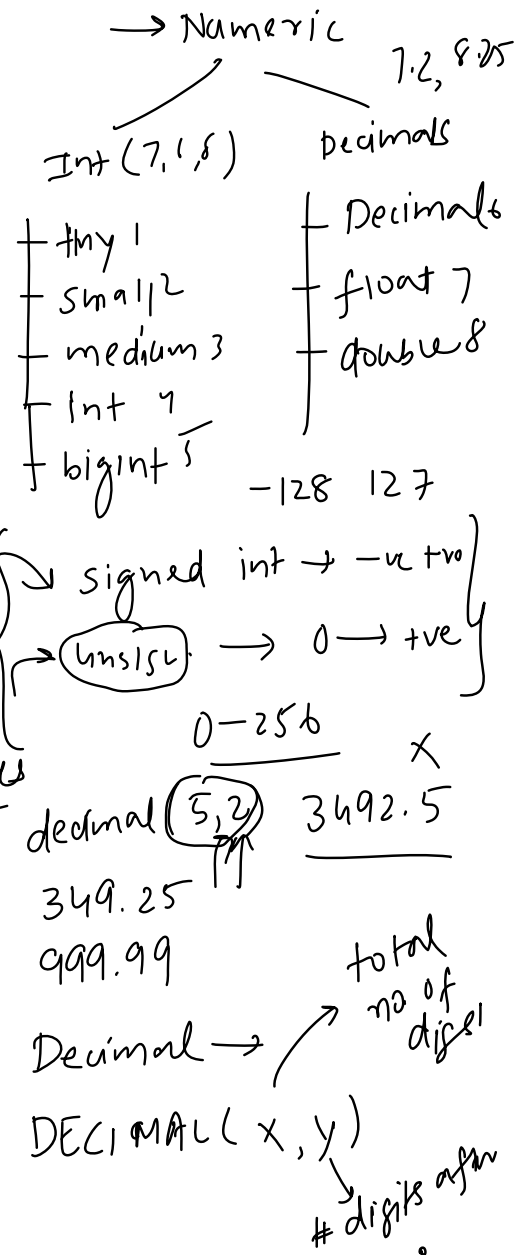 → Numeric
7.2, 8.25
Int (7,1,8)
Decimals
tiny 1
small 2
medium 3
Int 4
bigint 5
Decimal 6
float 7
double 8
-128 127
signed int → -ve +ve
→ 0 → +ve
0-256
x
decimal (5,2) 3492.5
349.25
999.99
Decimal →
total
no of
DECIMAL(x,y)
# digits after
.